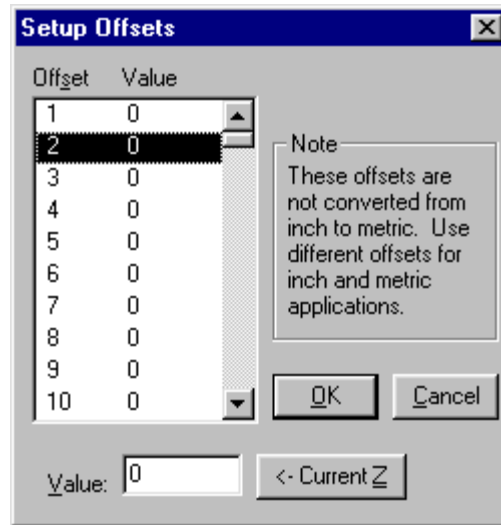 Setup Offsets
Offset Value
1 0
2 0
3 0
4 0
5 0
6 0
7 0
8 0
9 0
10 0
Note
These offsets are
not converted from
inch to metric. Use
different offsets for
inch and metric
applications.
OK Cancel
Value: 0 <- Current Z